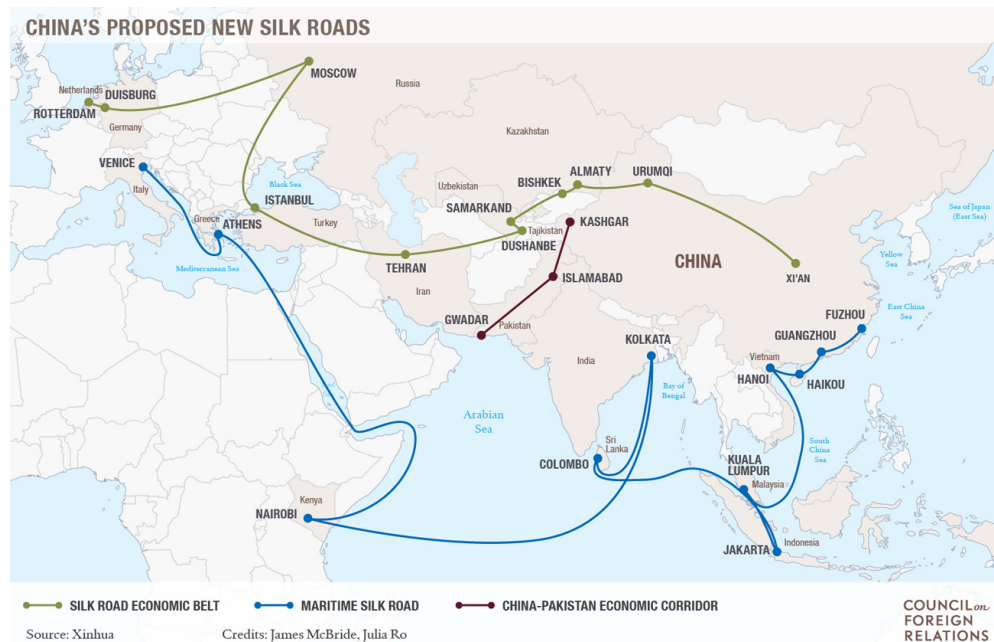 CHINA'S PROPOSED NEW SILK ROADS
MOSCOW
Russia
Netherlands
DUISBURG
ROTTERDAM
Germany
Kazakhstan
VENICE
Italy
Black Sea
ISTANBUL
Uzbekistan
BISHKEK
ALMATY
URUMQI
Sea of Japan
(East Sea)
Greece
ATHENS
Turkey
SAMARKAND
Tajikistan
DUSHANBE
KASHGAR
Mediterranean Sea
TEHRAN
Iran
ISLAMABAD
CHINA
XI'AN
Yellow
Sea
GWADAR
Pakistan
East China
Sea
FUZHOU
GUANGZHOU
KOLKATA
India
Vietnam
HANOI
HAIKOU
Bay of
Bengal
Arabian
Sea
Sri
Lanka
COLOMBO
South
China
Sea
KUALA
LUMPUR
Malaysia
Kenya
NAIROBI
JAKARTA
Indonesia
SILK ROAD ECONOMIC BELT
MARITIME SILK ROAD
CHINA-PAKISTAN ECONOMIC CORRIDOR
Source: Xinhua
Credits: James McBride, Julia Ro
COUNCIL on
FOREIGN
RELATIONS